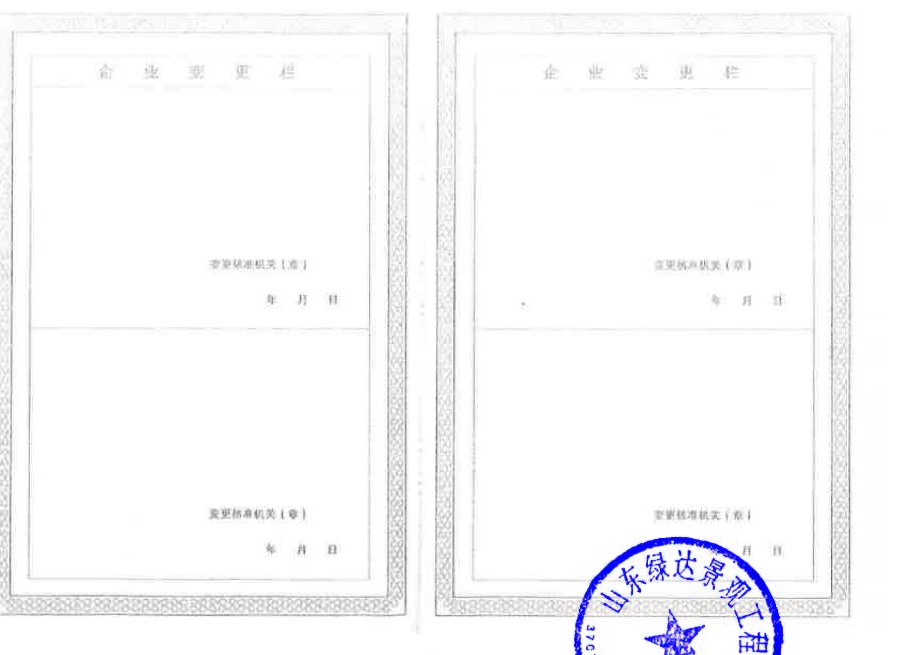 企业变更栏
变更核准机关（章）
年 月 日
变更核准机关（章）
年 月 日
企业变更栏
变更核准机关（章）
年 月 日
变更核准机关（章）
月 日
山东绿达景观工程
370